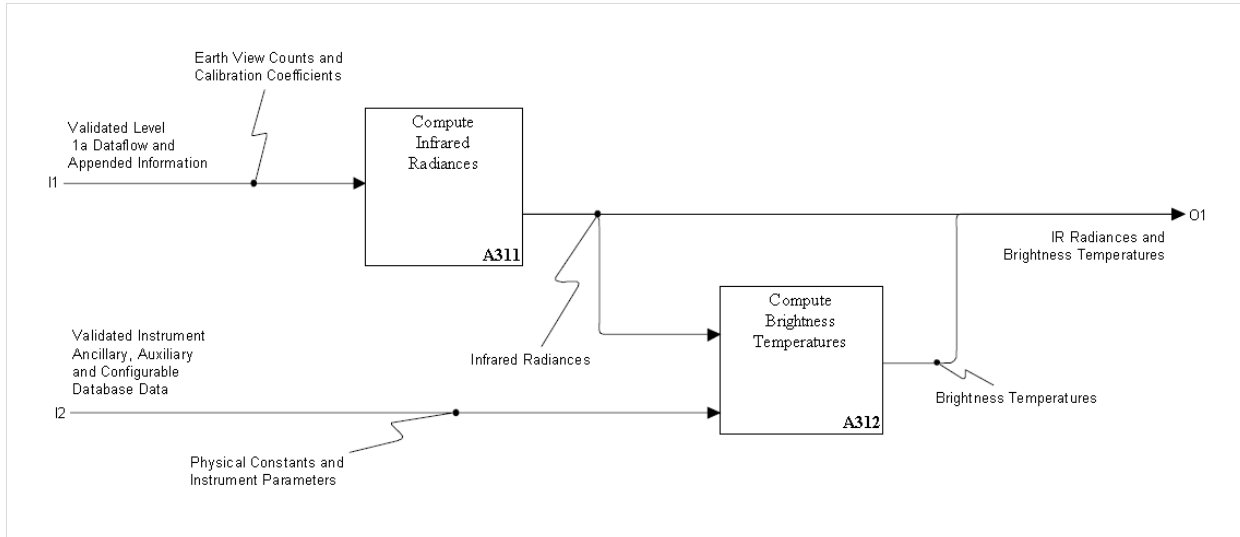 Earth View Counts and
Calibration Coefficients
Validated Level
1a Dataflow and
Appended Information
I1
Compute
Infrared
Radiances
A311
O1
IR Radiances and
Brightness Temperatures
Compute
Brightness
Temperatures
A312
Validated Instrument
Ancillary, Auxiliary
and Configurable
Database Data
I2
Infrared Radiances
Brightness Temperatures
Physical Constants and
Instrument Parameters